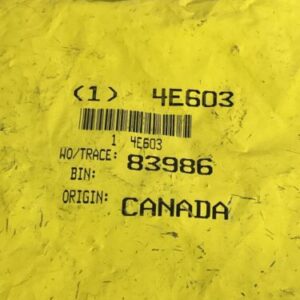 (1) 4E603
1 4E603
WO/TRACE: 83986
BIN:
ORIGIN: CANADA